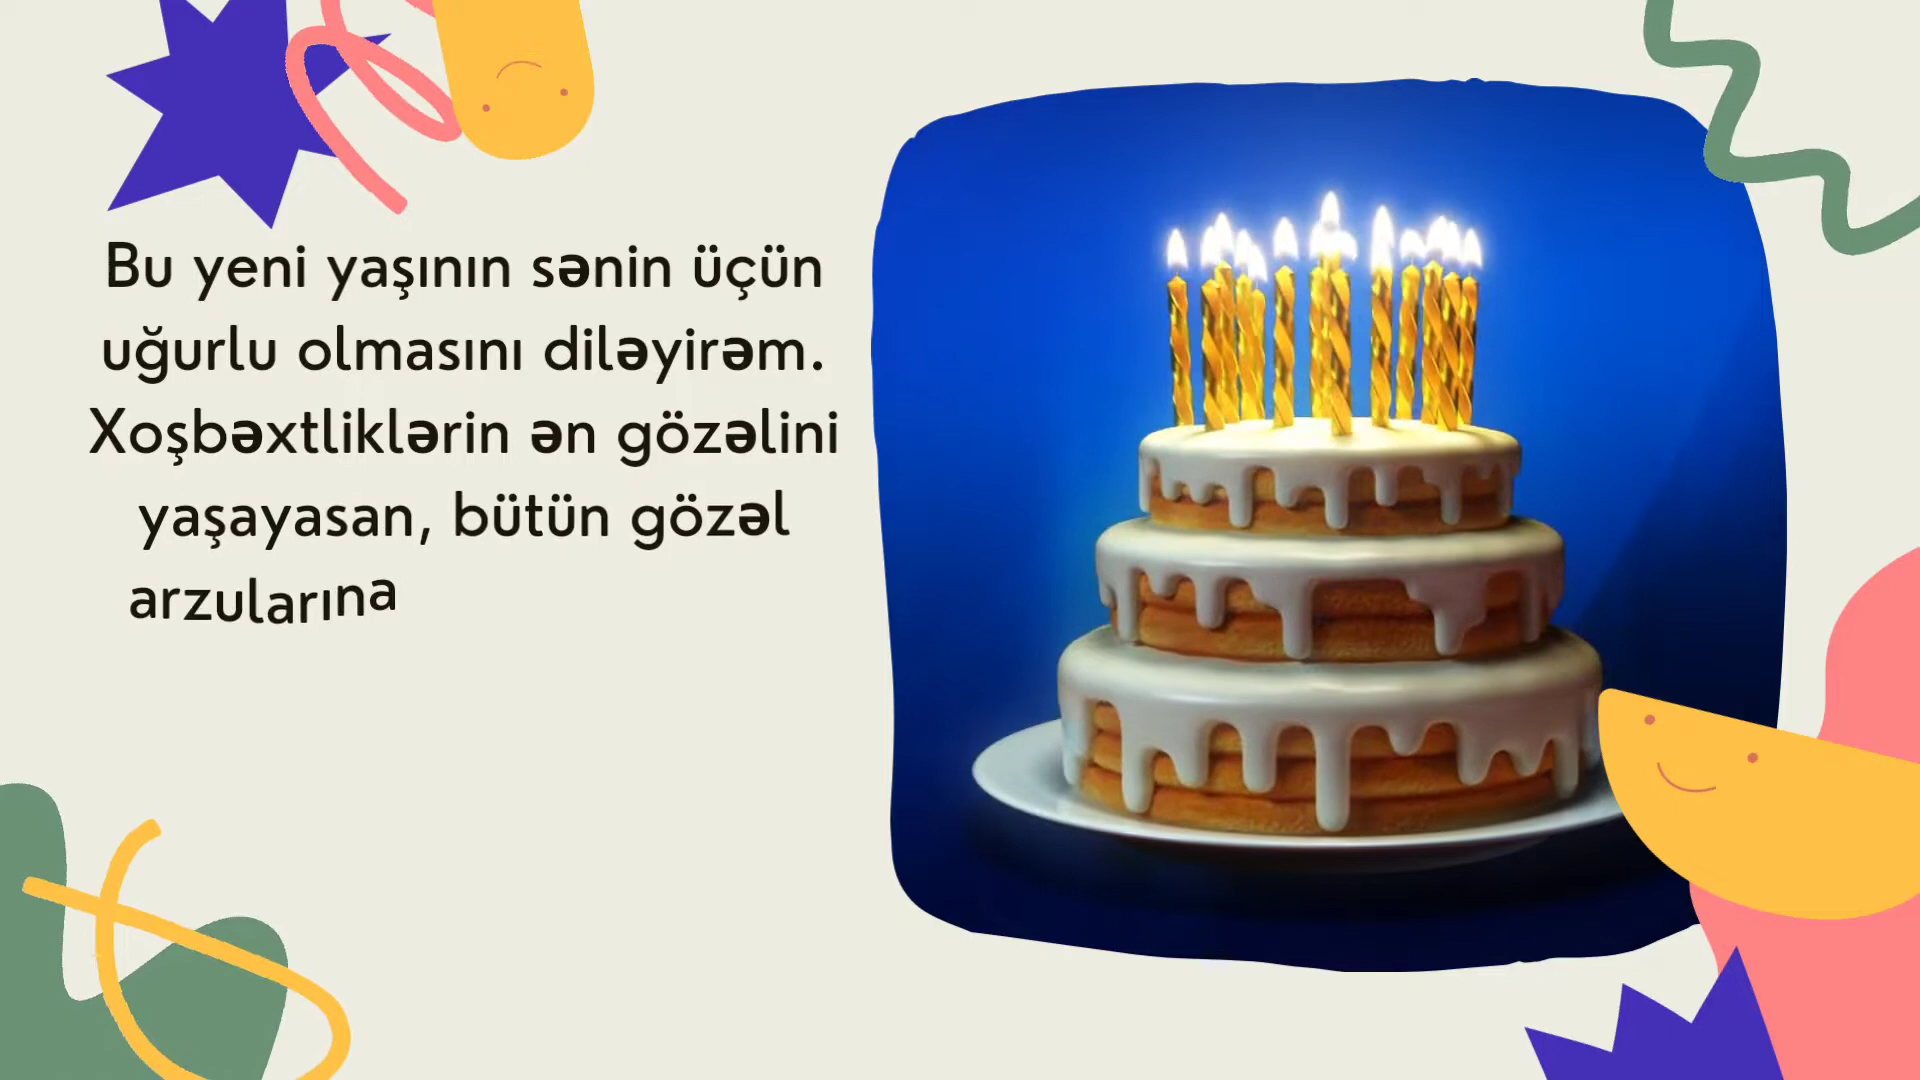 Bu yeni yaşının sənin üçün
uğurlu olmasını diləyirəm.
Xoşbəxtliklərin ən gözəlini
yaşayasan, bütün gözəl
arzularına